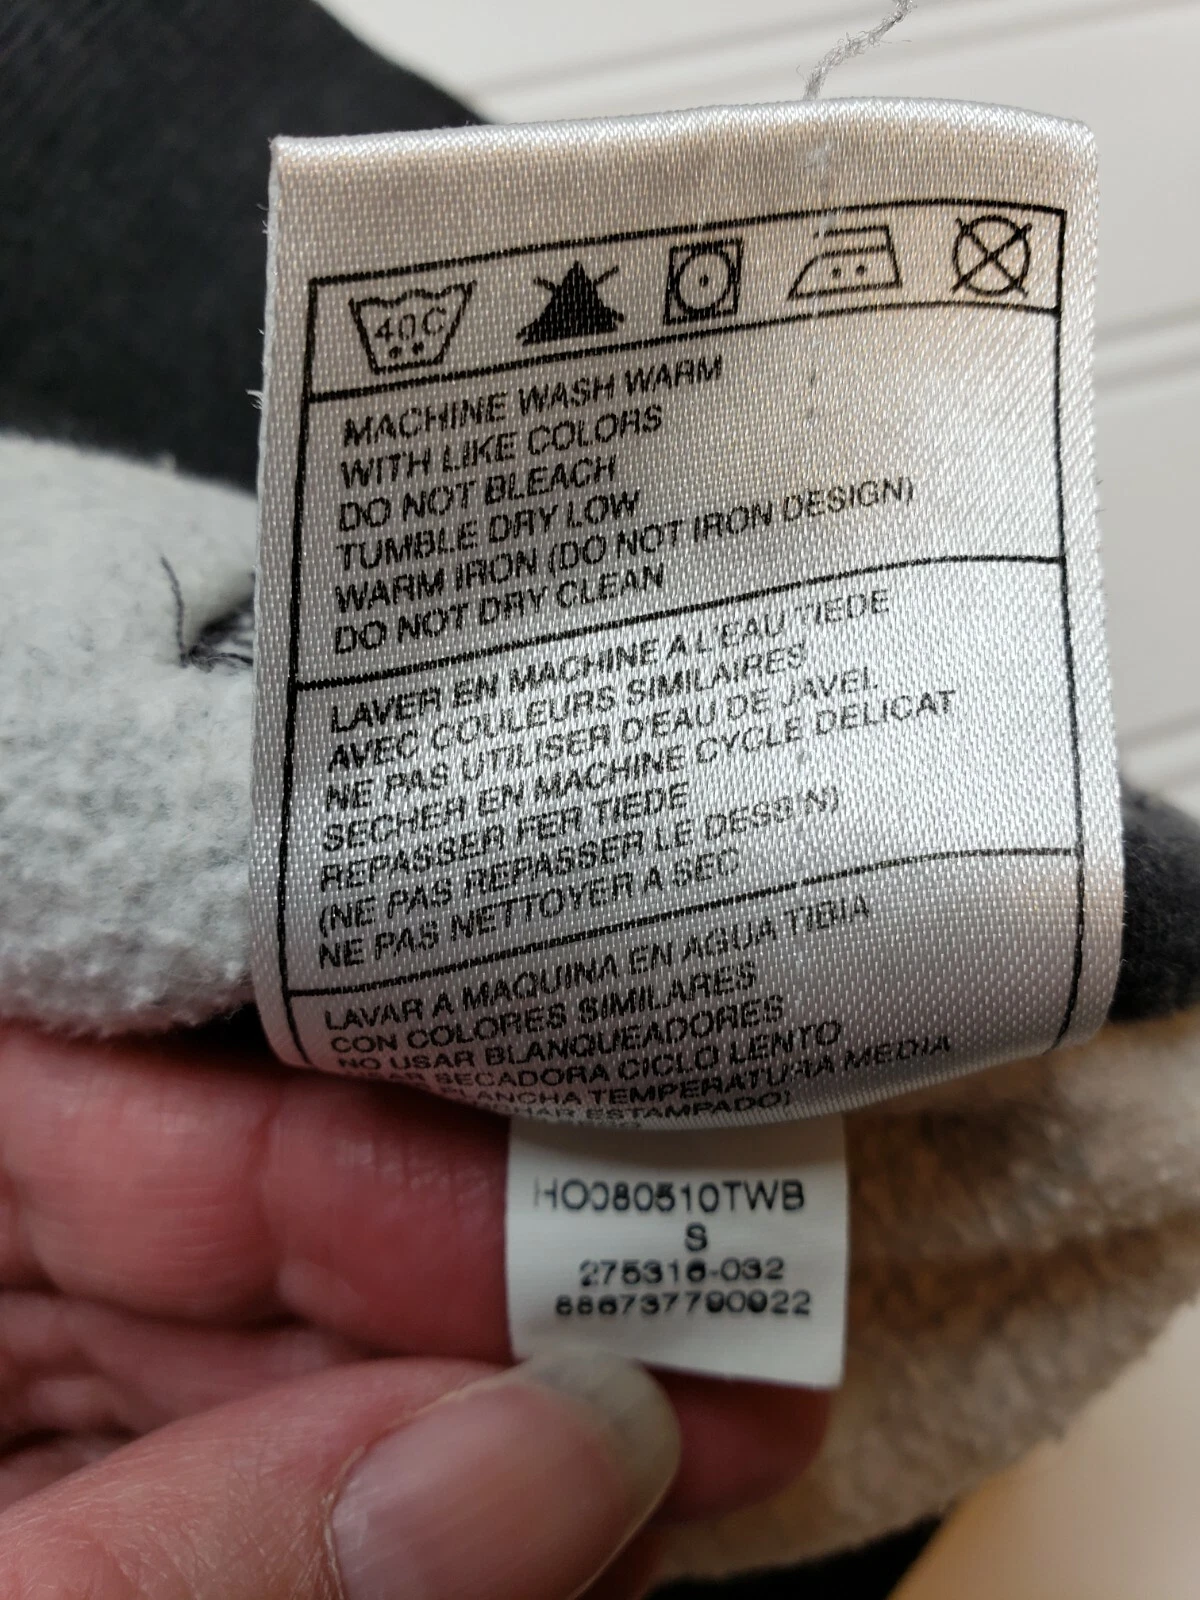 40C
MACHINE WASH WARM
WITH LIKE COLORS
DO NOT BLEACH
TUMBLE DRY LOW
WARM IRON (DO NOT IRON DESIGN)
DO NOT DRY CLEAN
LAVER EN MACHINE A L'EAU TIEDE
AVEC COULEURS SIMILAIRES
NE PAS UTILISER D'EAU DE JAVEL
SECHER EN MACHINE CYCLE DELICAT
REPASSER FER TIEDE
(NE PAS REPASSER LE DESSIN)
NE PAS NETTOYER A SEC
LAVAR A MAQUINA EN AGUA TIBIA
CON COLORES SIMILARES
NO USAR BLANQUEADORES
SECADORA CICLO LENTO
PLANCHA TEMPERATURA MEDIA
ESTAMPADO)
HO080510TWB
S
275316-032